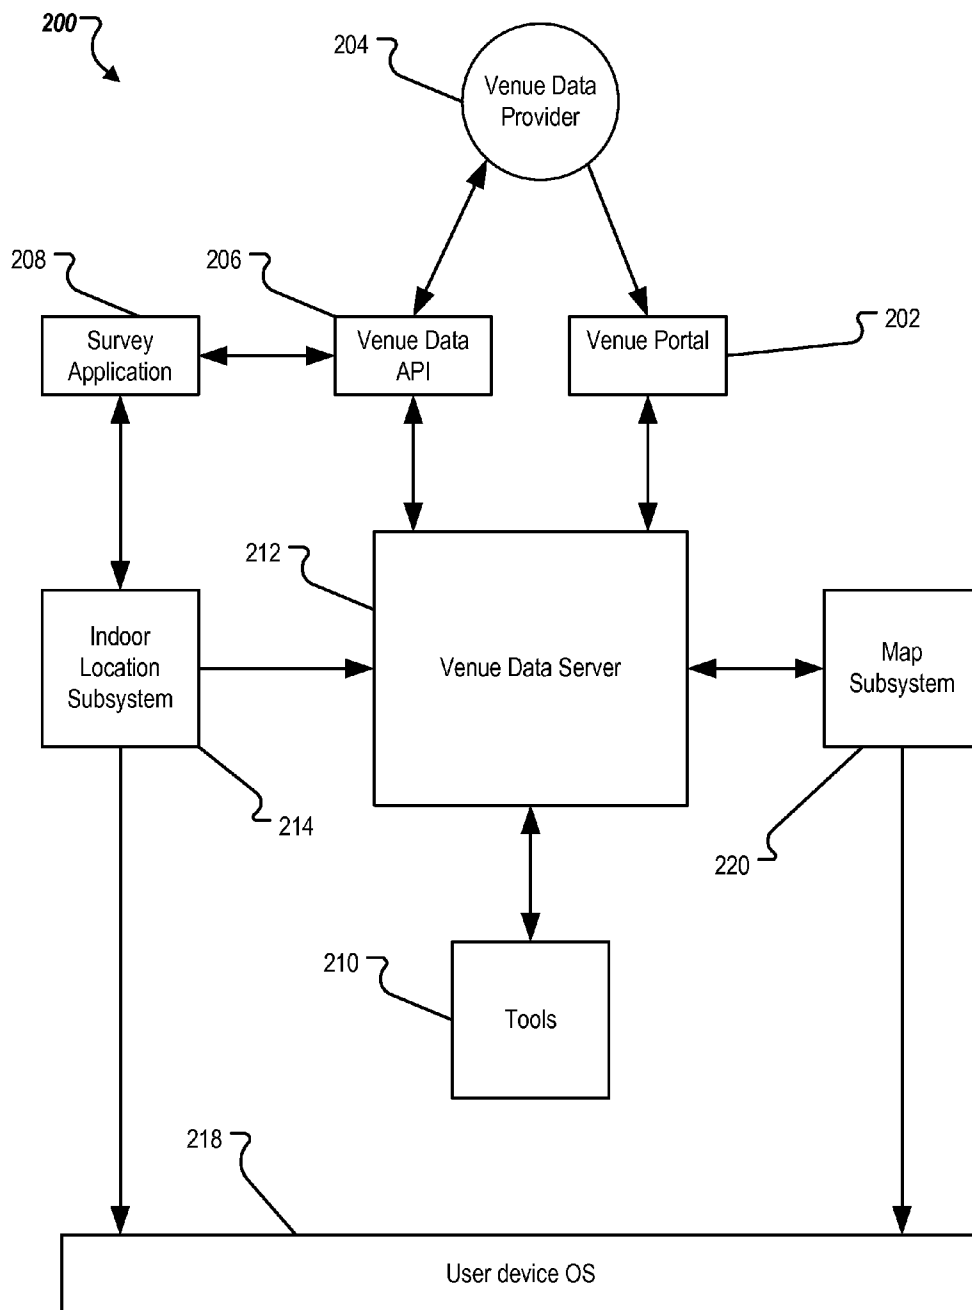 200
204
Venue Data
Provider
208
206
202
Survey
Application
Venue Data
API
Venue Portal
212
Indoor
Location
Subsystem
Venue Data Server
Map
Subsystem
214
220
210
Tools
218
User device OS